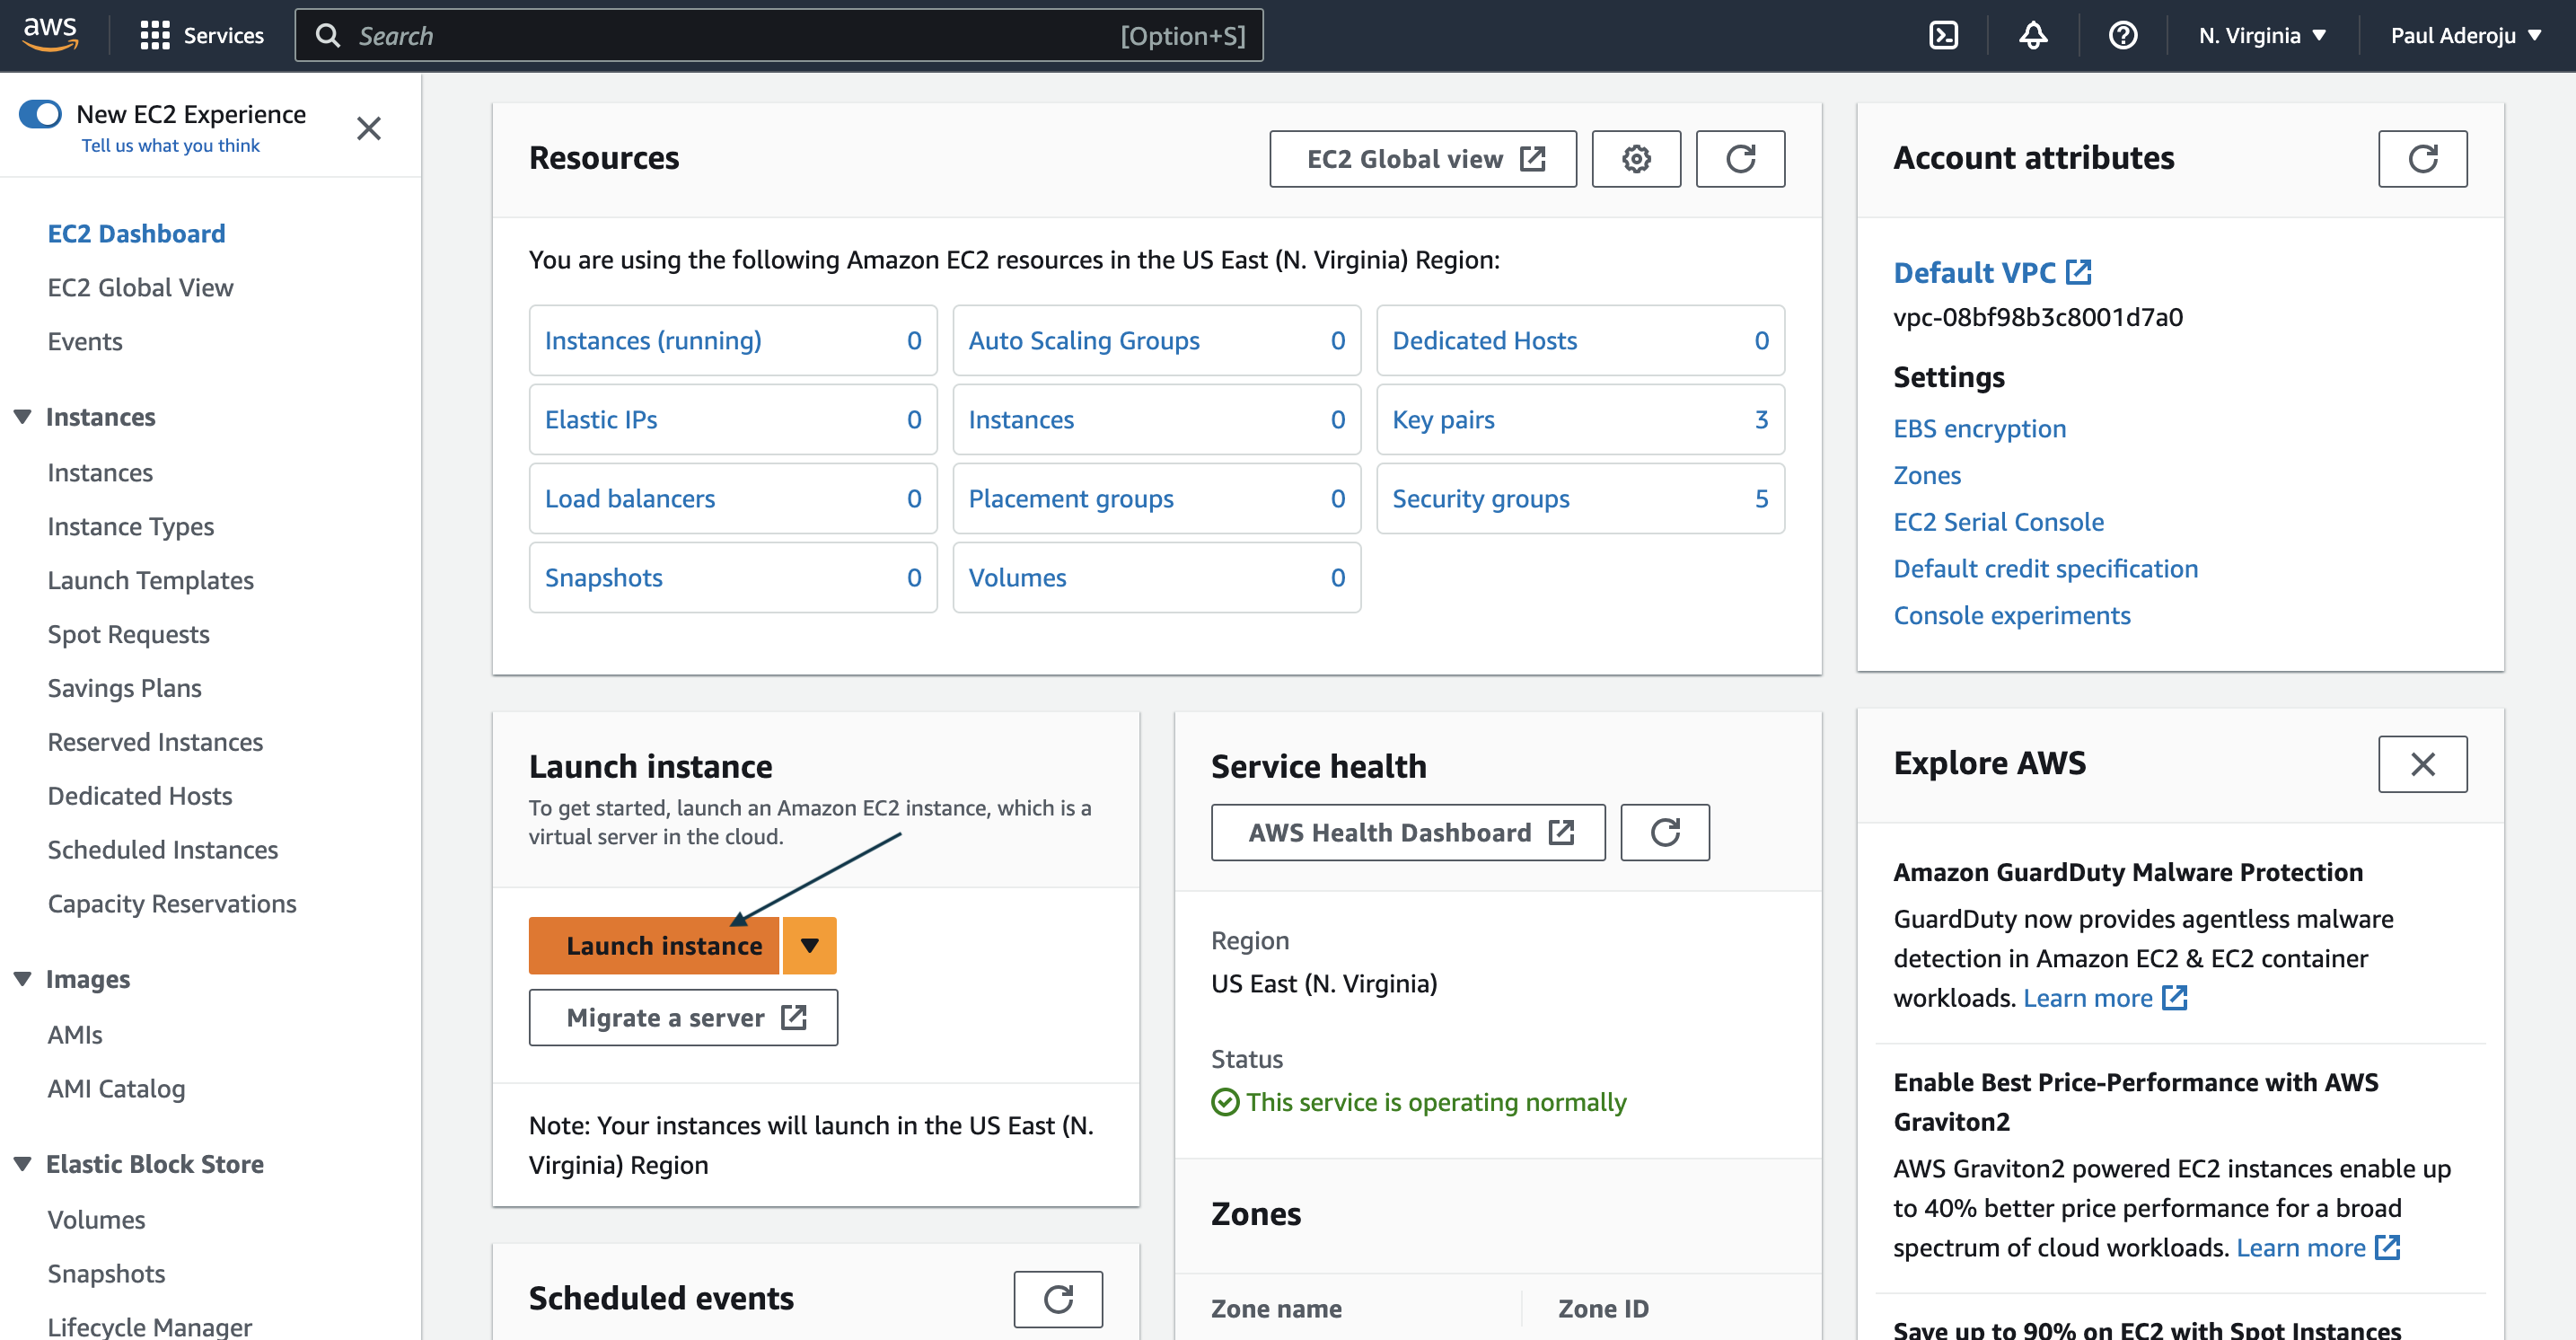 aws
Services
Search
[Option+S]
N. Virginia
Paul Aderoju
New EC2 Experience
Tell us what you think
EC2 Dashboard
EC2 Global View
Events
Instances
Instances
Instance Types
Launch Templates
Spot Requests
Savings Plans
Reserved Instances
Dedicated Hosts
Scheduled Instances
Capacity Reservations
Images
AMIs
AMI Catalog
Elastic Block Store
Volumes
Snapshots
Lifecycle Manager
Resources
EC2 Global view
You are using the following Amazon EC2 resources in the US East (N. Virginia) Region:
Instances (running) 0
Auto Scaling Groups 0
Dedicated Hosts 0
Elastic IPs 0
Instances 0
Key pairs 3
Load balancers 0
Placement groups 0
Security groups 5
Snapshots 0
Volumes 0
Launch instance
To get started, launch an Amazon EC2 instance, which is a
virtual server in the cloud.
Launch instance
Migrate a server
Note: Your instances will launch in the US East (N.
Virginia) Region
Scheduled events
Service health
AWS Health Dashboard
Region
US East (N. Virginia)
Status
This service is operating normally
Zones
Zone name
Zone ID
Account attributes
Default VPC
vpc-08bf98b3c8001d7a0
Settings
EBS encryption
Zones
EC2 Serial Console
Default credit specification
Console experiments
Explore AWS
Amazon GuardDuty Malware Protection
GuardDuty now provides agentless malware
detection in Amazon EC2 & EC2 container
workloads. Learn more
Enable Best Price-Performance with AWS
Graviton2
AWS Graviton2 powered EC2 instances enable up
to 40% better price performance for a broad
spectrum of cloud workloads. Learn more
Save up to 90% on EC2 with Spot Instances